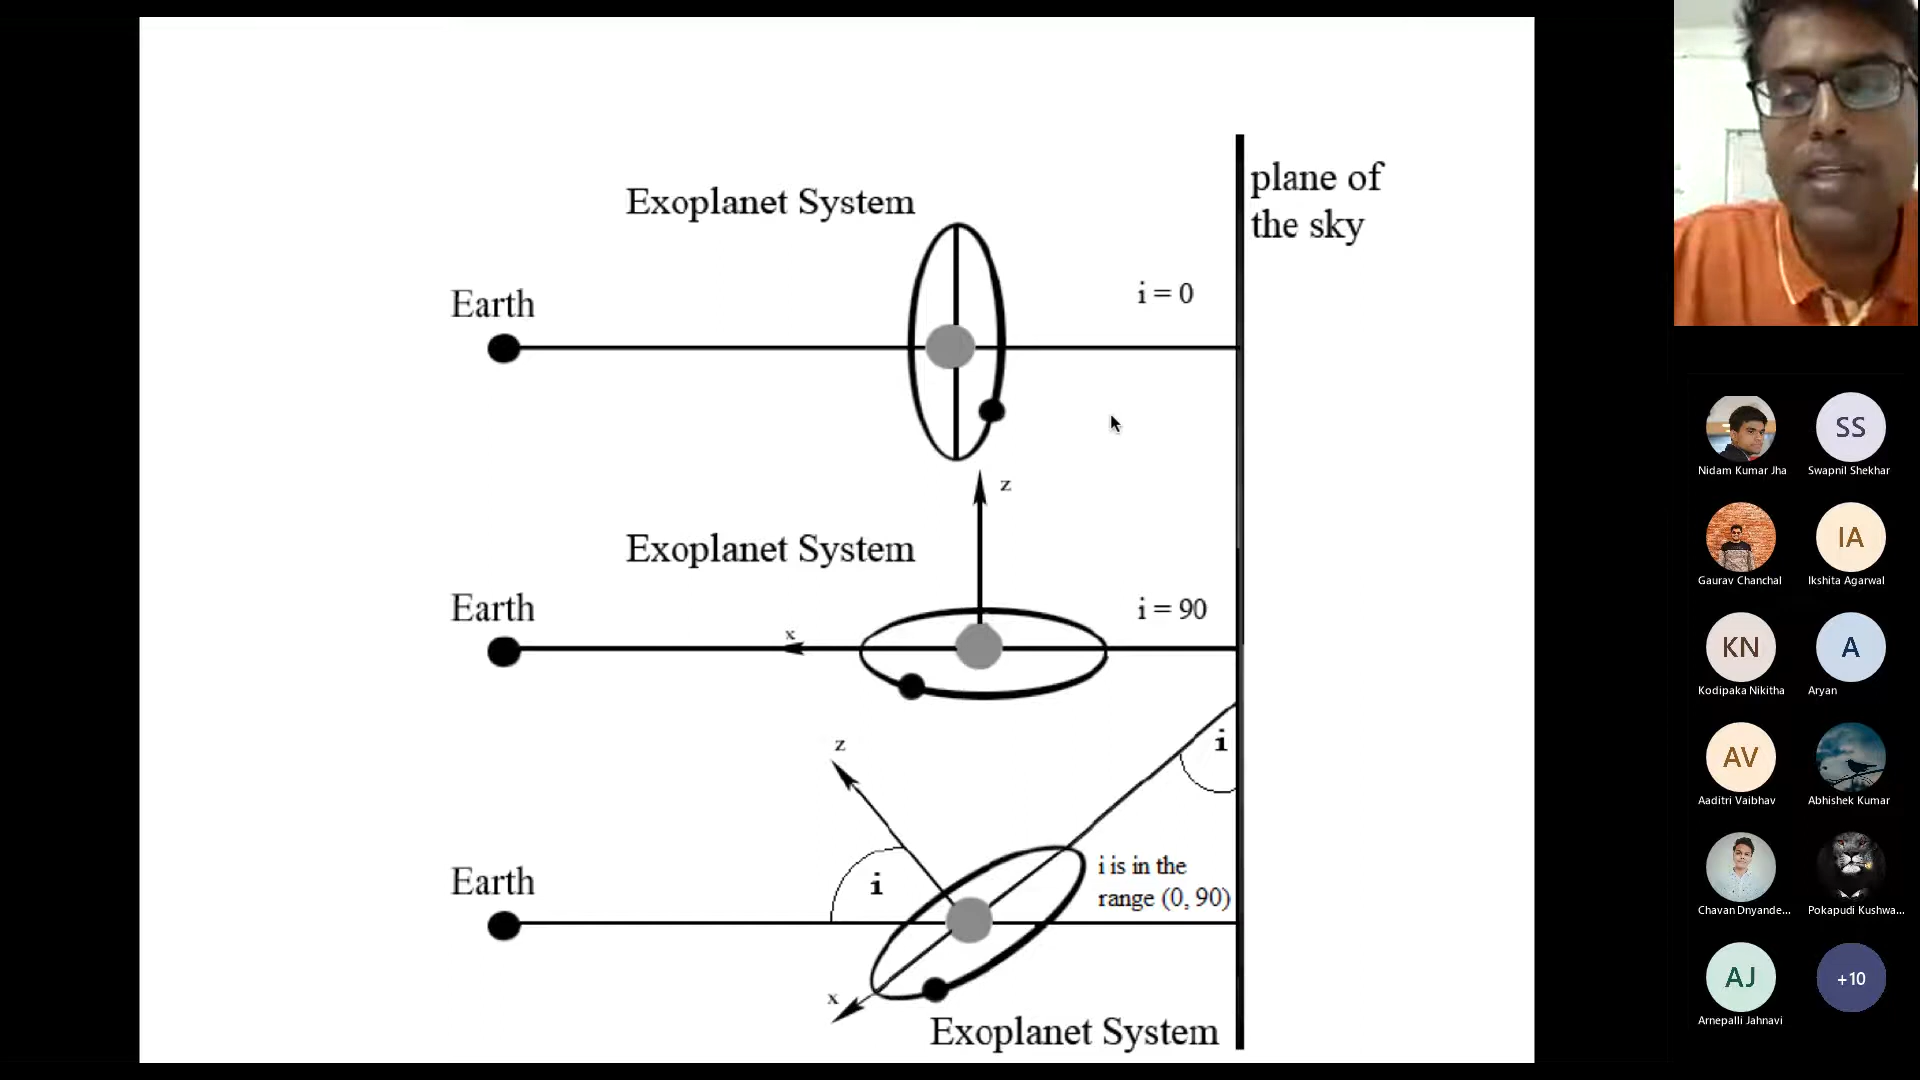 Exoplanet System
plane of
the sky
Earth
i = 0
z
Exoplanet System
Earth
x
i = 90
z
i
Earth
i
i is in the
range (0, 90)
x
Exoplanet System
Nidam Kumar Jha
SS
Swapnil Shekhar
Gaurav Chanchal
IA
Ikshita Agarwal
KN
Kodipaka Nikitha
A
Aryan
AV
Aaditri Vaibhav
Abhishek Kumar
Chavan Dnyande...
Pokapudi Kushwa...
AJ
Arnepalli Jahnavi
+10